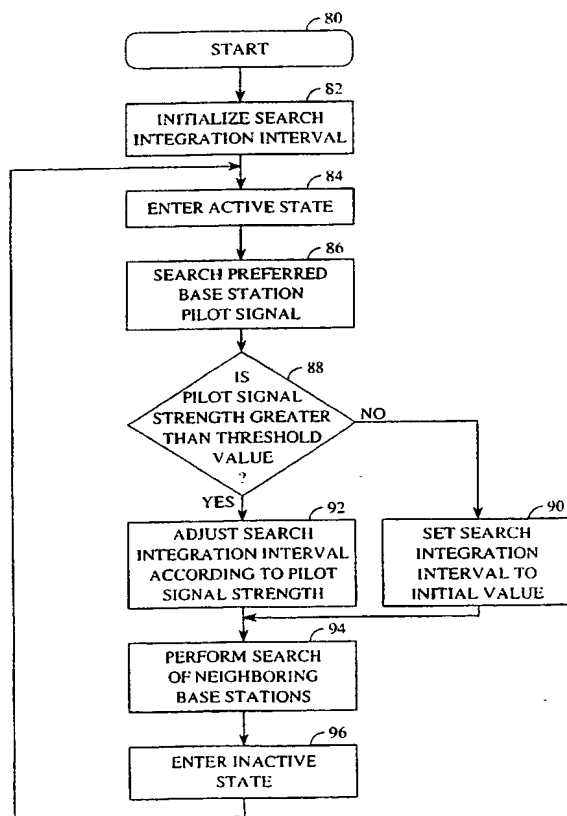 80
START
82
INITIALIZE SEARCH
INTEGRATION INTERVAL
84
ENTER ACTIVE STATE
86
SEARCH PREFERRED
BASE STATION
PILOT SIGNAL
88
IS
PILOT SIGNAL
STRENGTH GREATER
THAN THRESHOLD
VALUE
?
NO
YES
92
ADJUST SEARCH
INTEGRATION INTERVAL
ACCORDING TO PILOT
SIGNAL STRENGTH
90
SET SEARCH
INTEGRATION
INTERVAL TO
INITIAL VALUE
94
PERFORM SEARCH
OF NEIGHBORING
BASE STATIONS
96
ENTER INACTIVE
STATE